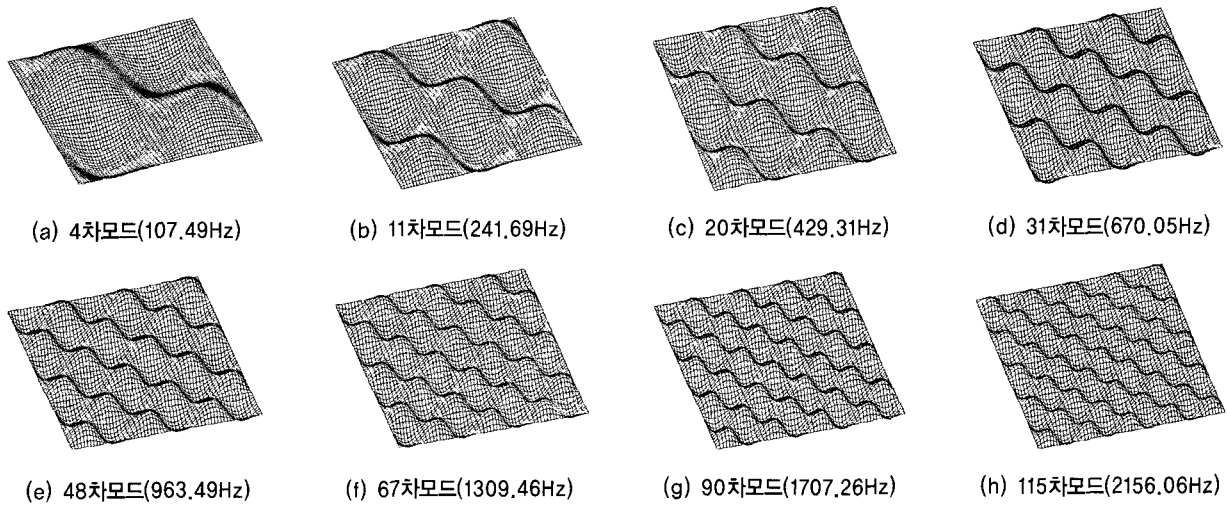 (a) 4차모드(107.49Hz)
(b) 11차모드(241.69Hz)
(c) 20차모드(429.31Hz)
(d) 31차모드(670.05Hz)
(e) 48차모드(963.49Hz)
(f) 67차모드(1309.46Hz)
(g) 90차모드(1707.26Hz)
(h) 115차모드(2156.06Hz)